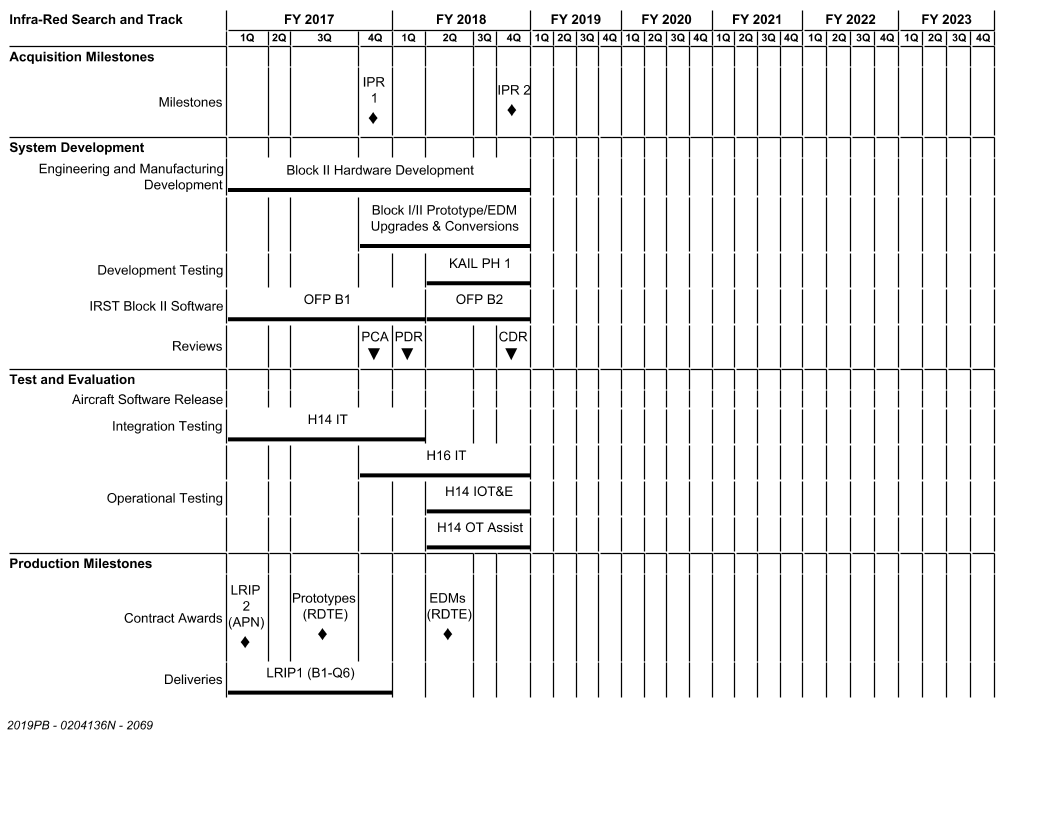 Infra-Red Search and Track FY 2017 FY 2018 FY 2019 FY 2020 FY 2021 FY 2022 FY 2023
1Q 2Q 3Q 4Q 1Q 2Q 3Q 4Q 1Q 2Q 3Q 4Q 1Q 2Q 3Q 4Q 1Q 2Q 3Q 4Q 1Q 2Q 3Q 4Q 1Q 2Q 3Q 4Q
Acquisition Milestones
Milestones
IPR
1
IPR 2
System Development
Engineering and Manufacturing
Development
Block II Hardware Development
Block I/II Prototype/EDM
Upgrades & Conversions
Development Testing
KAIL PH 1
IRST Block II Software
OFP B1
OFP B2
Reviews
PCA
PDR
CDR
Test and Evaluation
Aircraft Software Release
Integration Testing
H14 IT
H16 IT
Operational Testing
H14 IOT&E
H14 OT Assist
Production Milestones
Contract Awards
LRIP
2
(APN)
Prototypes
(RDTE)
EDMs
(RDTE)
Deliveries
LRIP1 (B1-Q6)
2019PB - 0204136N - 2069